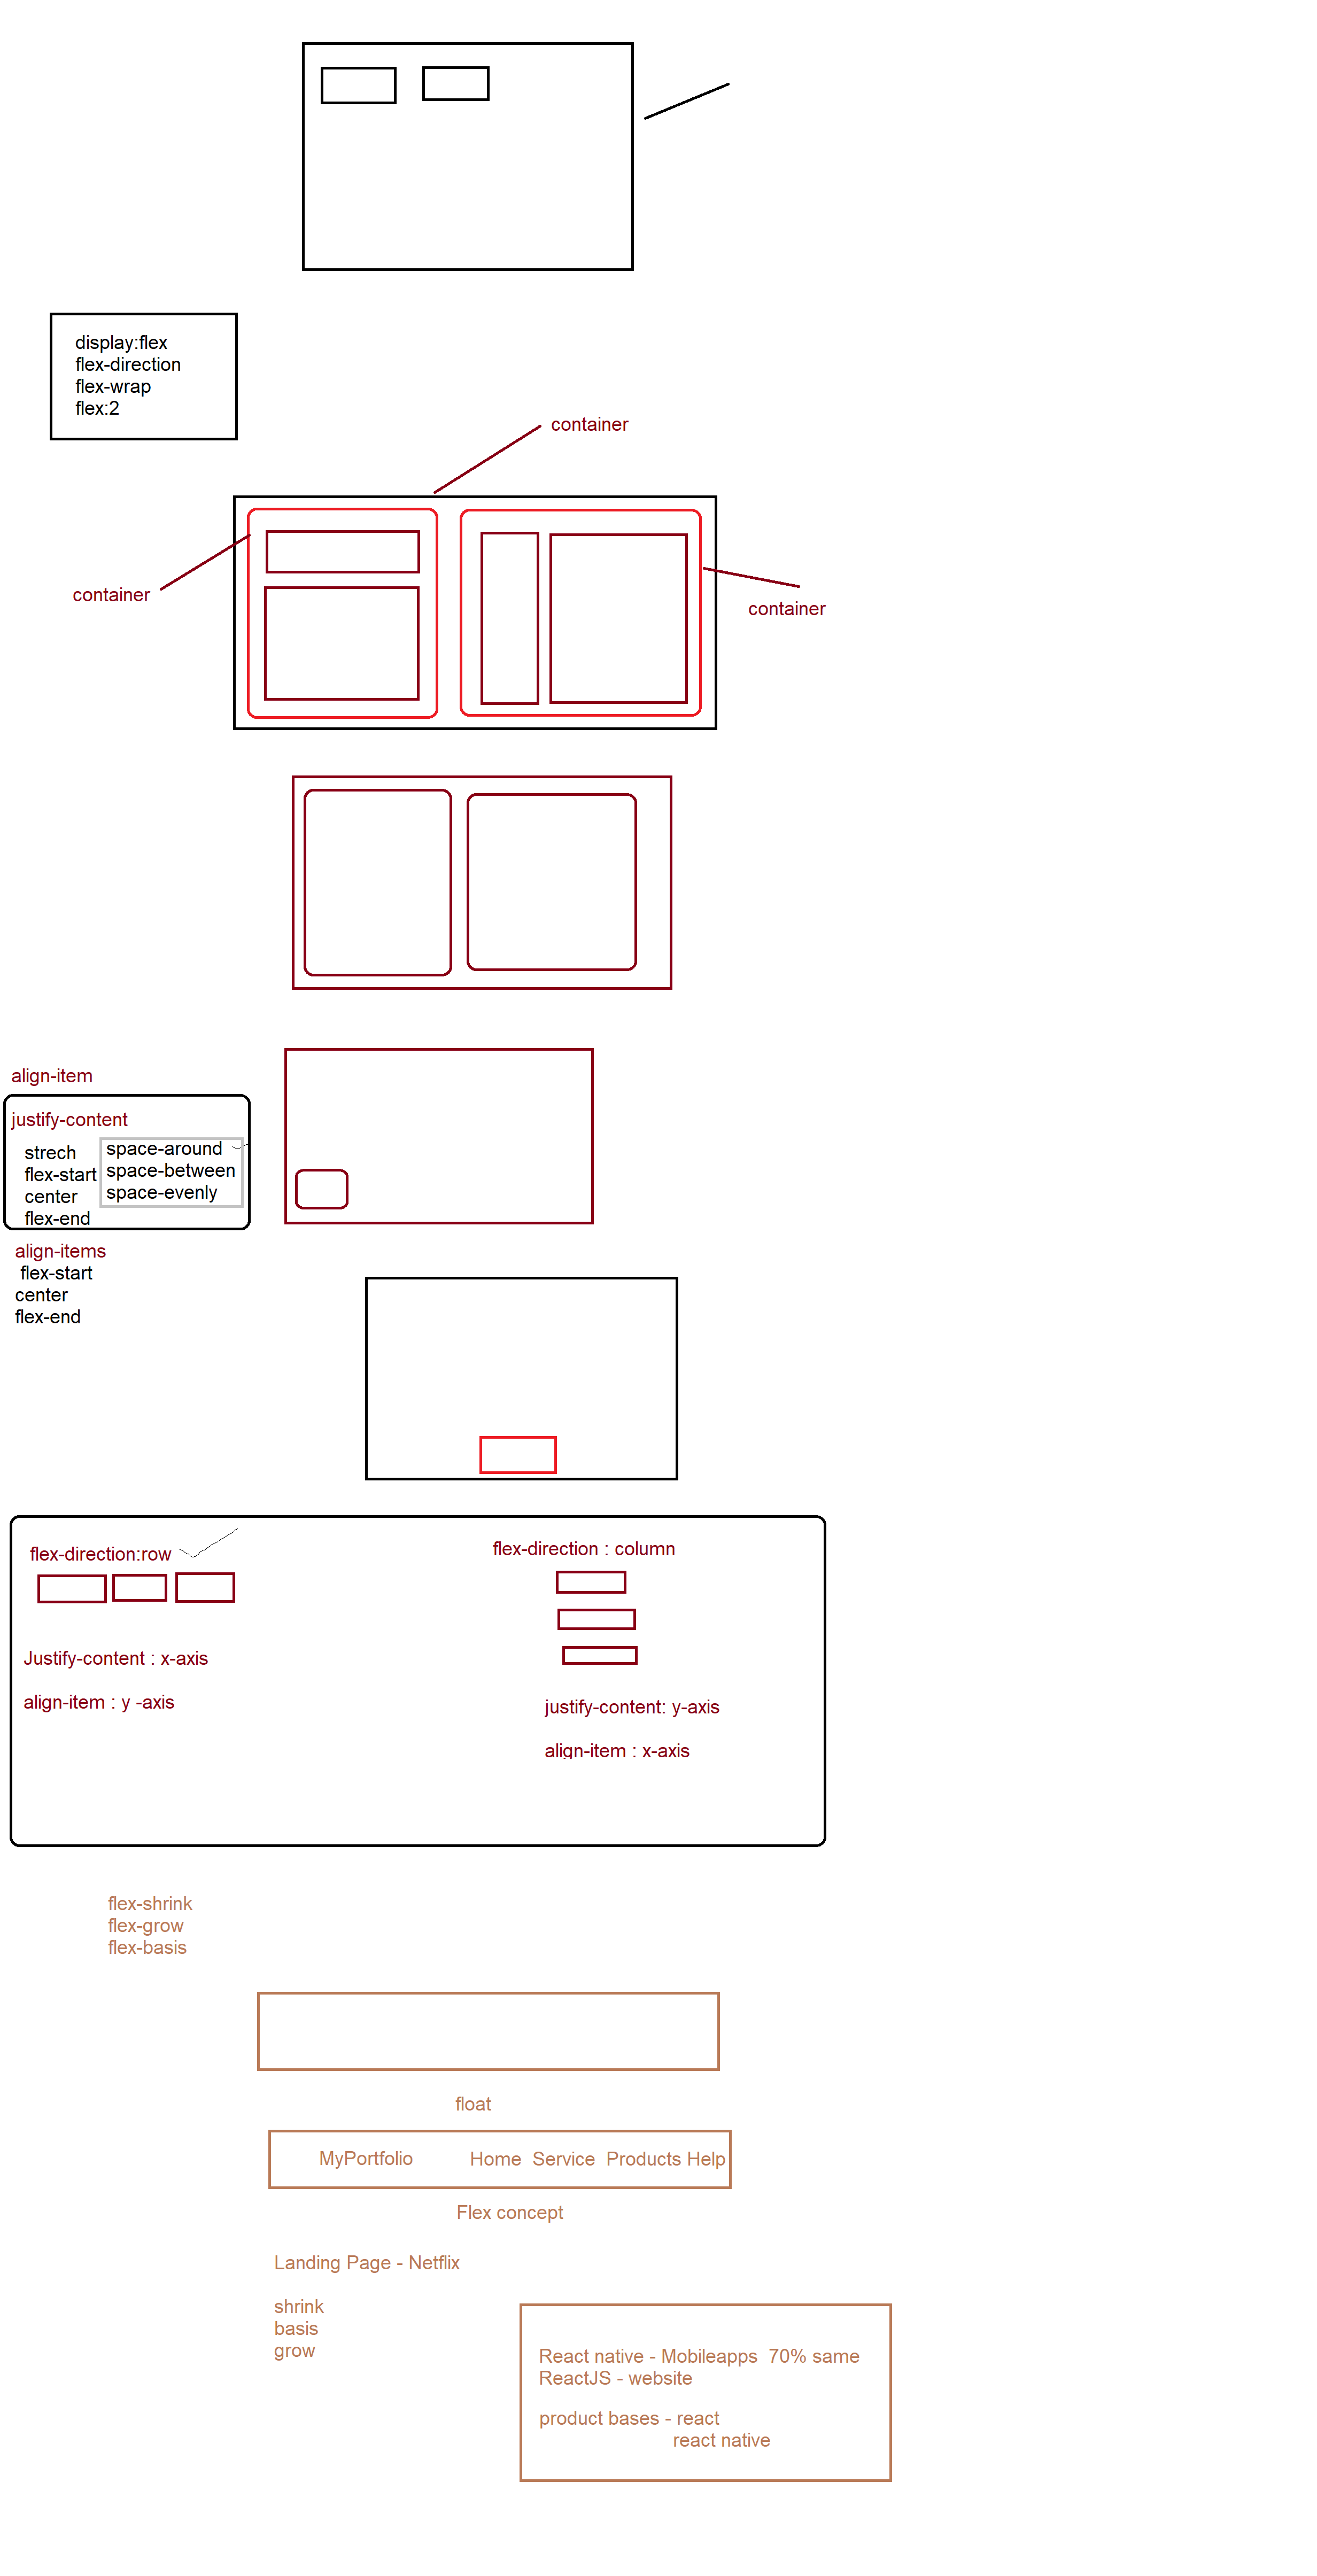 display:flex
flex-direction
flex-wrap
flex:2
container
container
container
align-item
justify-content
strech
flex-start
center
flex-end
space-around
space-between
space-evenly
align-items
flex-start
center
flex-end
flex-direction:row
Justify-content : x-axis
align-item : y -axis
flex-direction : column
justify-content: y-axis
align-item : x-axis
flex-shrink
flex-grow
flex-basis
float
MyPortfolio Home Service Products Help
Flex concept
Landing Page - Netflix
shrink
basis
grow
React native - Mobileapps 70% same
ReactJS - website
product bases - react
react native